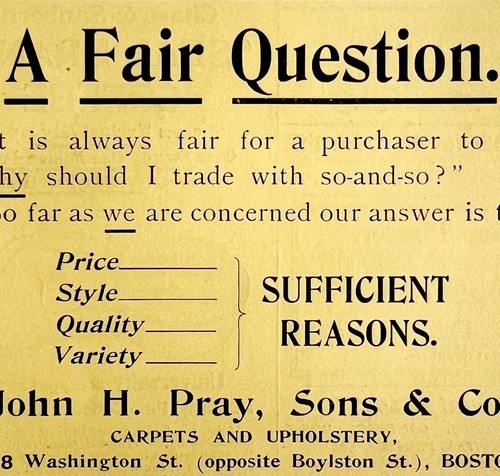 A Fair Question.
t is always fair for a purchaser to
hy should I trade with so-and-so?"
o far as we are concerned our answer is t
Price
Style
Quality
Variety
SUFFICIENT
REASONS.
John H. Pray, Sons & Co
CARPETS AND UPHOLSTERY,
8 Washington St. (opposite Boylston St.), BOSTO